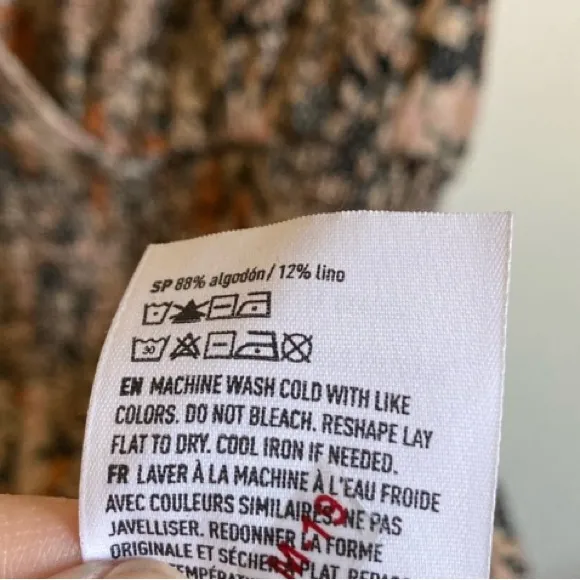 SP 88% algodón / 12% lino
30
EN MACHINE WASH COLD WITH LIKE
COLORS. DO NOT BLEACH. RESHAPE LAY
FLAT TO DRY. COOL IRON IF NEEDED.
FR LAVER À LA MACHINE À L'EAU FROIDE
AVEC COULEURS SIMILAIRES. NE PAS
JAVELLISER. REDONNER LA FORME
ORIGINALE ET SÉCHER À PLAT.